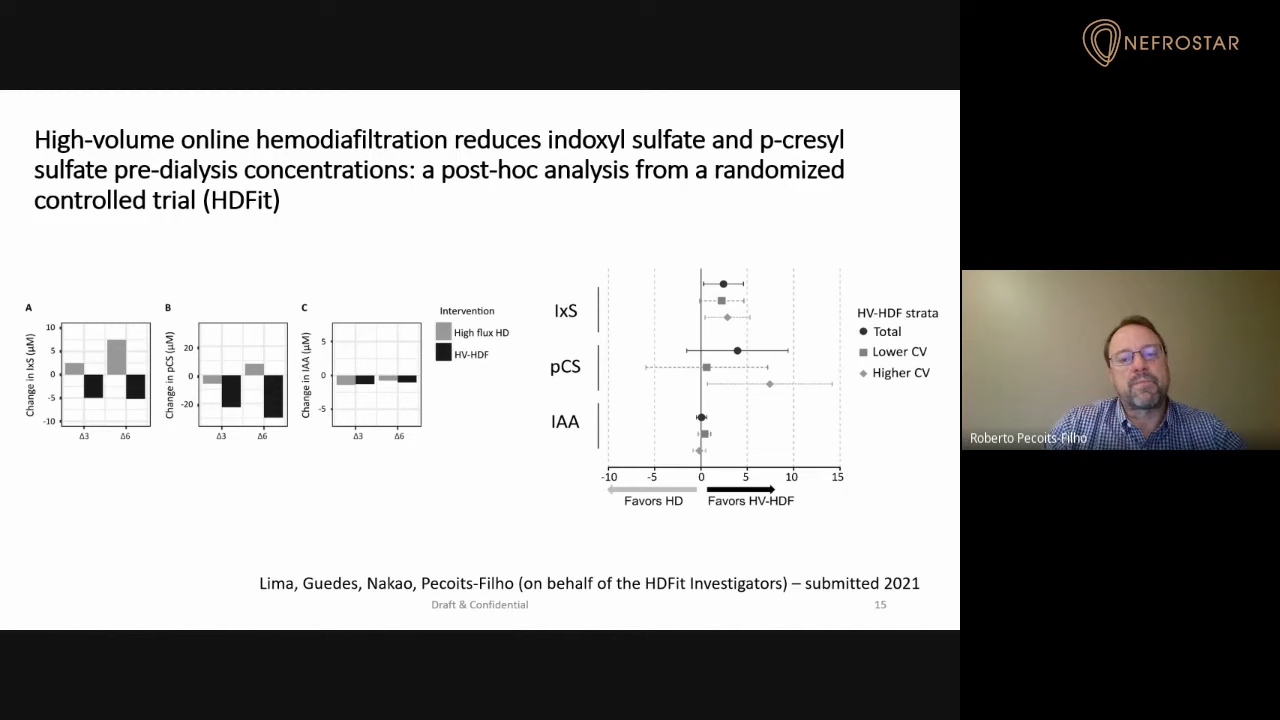 NEFROSTAR
High-volume online hemodiafiltration reduces indoxyl sulfate and p-cresyl
sulfate pre-dialysis concentrations: a post-hoc analysis from a randomized
controlled trial (HDFit)
A
Change in IxS (µM)
10
5
0
-5
-10
Δ3
Δ6
B
Change in pCS (µM)
20
0
-20
Δ3
Δ6
C
Change in IAA (µM)
5
0
-5
Δ3
Δ6
Intervention
High flux HD
HV-HDF
IxS
pCS
IAA
-10 -5 0 5 10 15
Favors HD
Favors HV-HDF
HV-HDF strata
Total
Lower CV
Higher CV
Roberto Pecoits-Filho
Lima, Guedes, Nakao, Pecoits-Filho (on behalf of the HDFit Investigators) – submitted 2021
Draft & Confidential
15